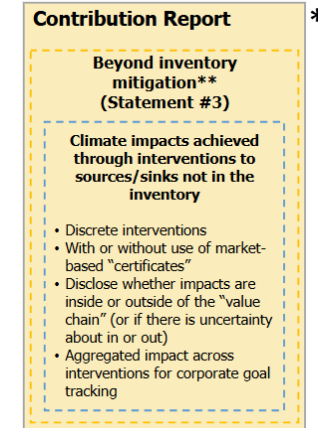 Contribution Report
*
Beyond inventory
mitigation**
(Statement #3)
Climate impacts achieved
through interventions to
sources/sinks not in the
inventory
• Discrete interventions
• With or without use of market-
based “certificates”
• Disclose whether impacts are
inside or outside of the “value
chain” (or if there is uncertainty
about in or out)
• Aggregated impact across
interventions for corporate goal
tracking